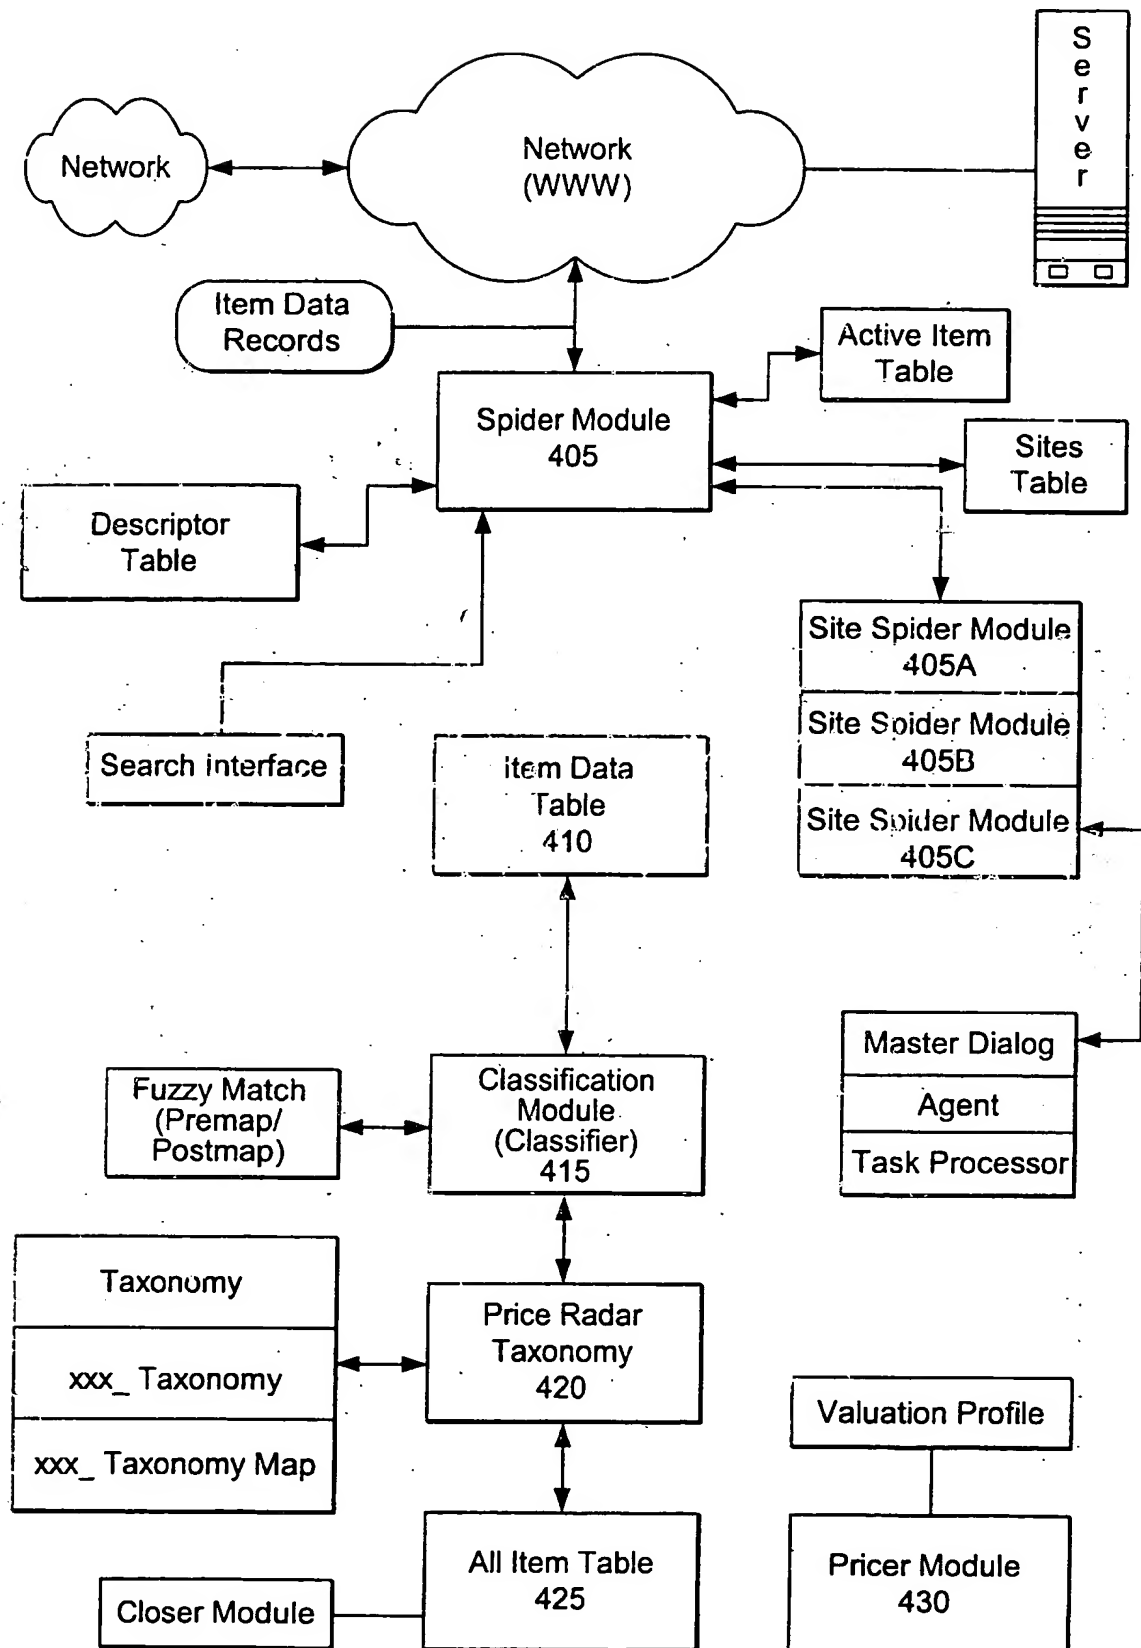 S
e
r
v
e
r
Network
Network
(WWW)
Item Data
Records
Active Item
Table
Spider Module
405
Sites
Table
Descriptor
Table
Site Spider Module
405A
Site Spider Module
405B
Site Spider Module
405C
Search interface
item Data
Table
410
Master Dialog
Agent
Task Processor
Fuzzy Match
(Premap/
Postmap)
Classification
Module
(Classifier)
415
Taxonomy
xxx_ Taxonomy
xxx_ Taxonomy Map
Price Radar
Taxonomy
420
Valuation Profile
All Item Table
425
Pricer Module
430
Closer Module